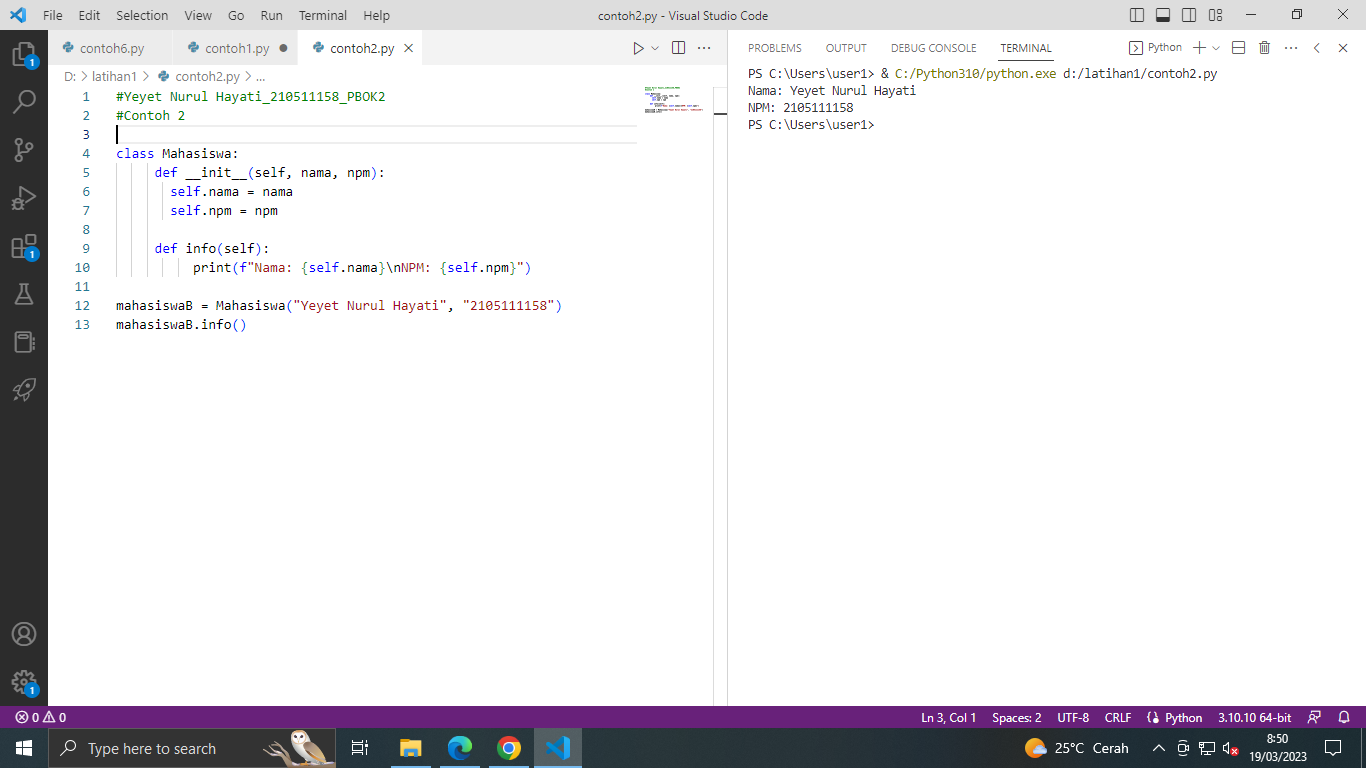 File Edit Selection View Go Run Terminal Help contoh2.py - Visual Studio Code
contoh6.py contoh1.py contoh2.py
D: > latihan1 > contoh2.py > ...
1 #Yeyet Nurul Hayati_210511158_PBOK2
2 #Contoh 2
3
4 class Mahasiswa:
5 def __init__(self, nama, npm):
6 self.nama = nama
7 self.npm = npm
8
9 def info(self):
10 print(f"Nama: {self.nama}\nNPM: {self.npm}")
11
12 mahasiswaB = Mahasiswa("Yeyet Nurul Hayati", "2105111158")
13 mahasiswaB.info()
PROBLEMS OUTPUT DEBUG CONSOLE TERMINAL Python
PS C:\Users\user1> & C:/Python310/python.exe d:/latihan1/contoh2.py
Nama: Yeyet Nurul Hayati
NPM: 2105111158
PS C:\Users\user1>
1
1
1
0 0 Ln 3, Col 1 Spaces: 2 UTF-8 CRLF Python 3.10.10 64-bit
Type here to search 25°C Cerah 8:50
19/03/2023